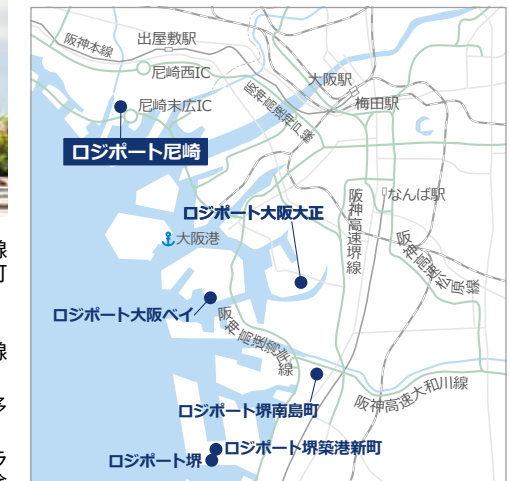 阪神本線
出屋敷駅
尼崎西IC
大阪駅
尼崎末広IC
梅田駅
阪神高速神戸線
ロジポート尼崎
なんば駅
ロジポート大阪大正
阪神高速堺線
大阪港
阪神高速松原線
線
町
ロジポート大阪ベイ
阪神高速湾岸線
線
ロジポート堺南島町
阪神高速大和川線
ロジポート堺築港新町
ロジポート堺
ラ